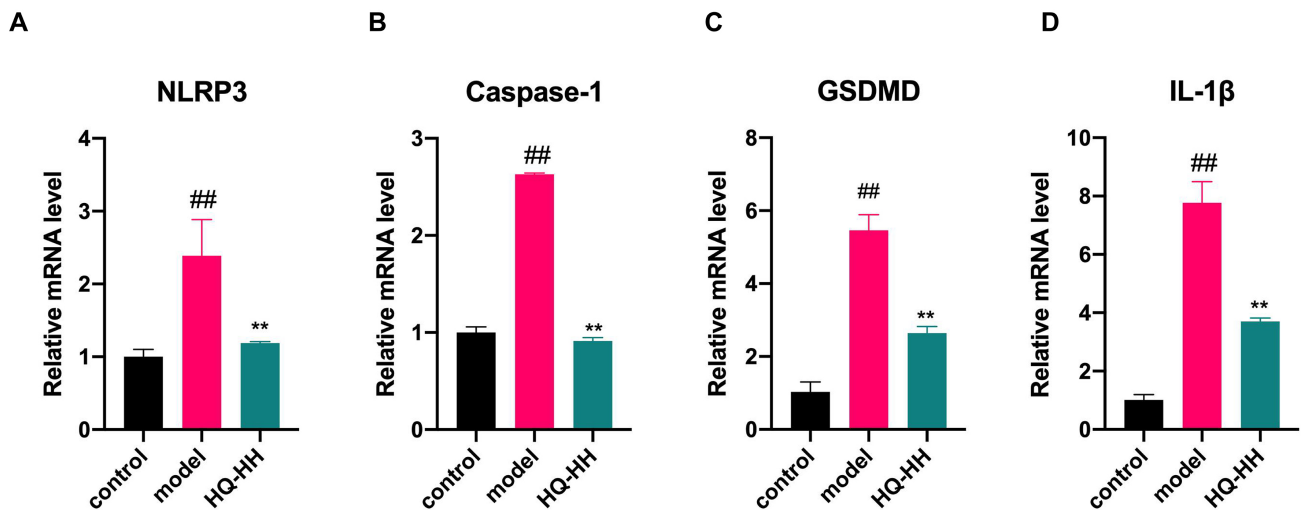 A
NLRP3
Relative mRNA level
4
3
2
1
0
##
**
control
model
HQ-HH
B
Caspase-1
Relative mRNA level
3
2
1
0
##
**
control
model
HQ-HH
C
GSDMD
Relative mRNA level
8
6
4
2
0
##
**
control
model
HQ-HH
D
IL-1β
Relative mRNA level
10
8
6
4
2
0
##
**
control
model
HQ-HH